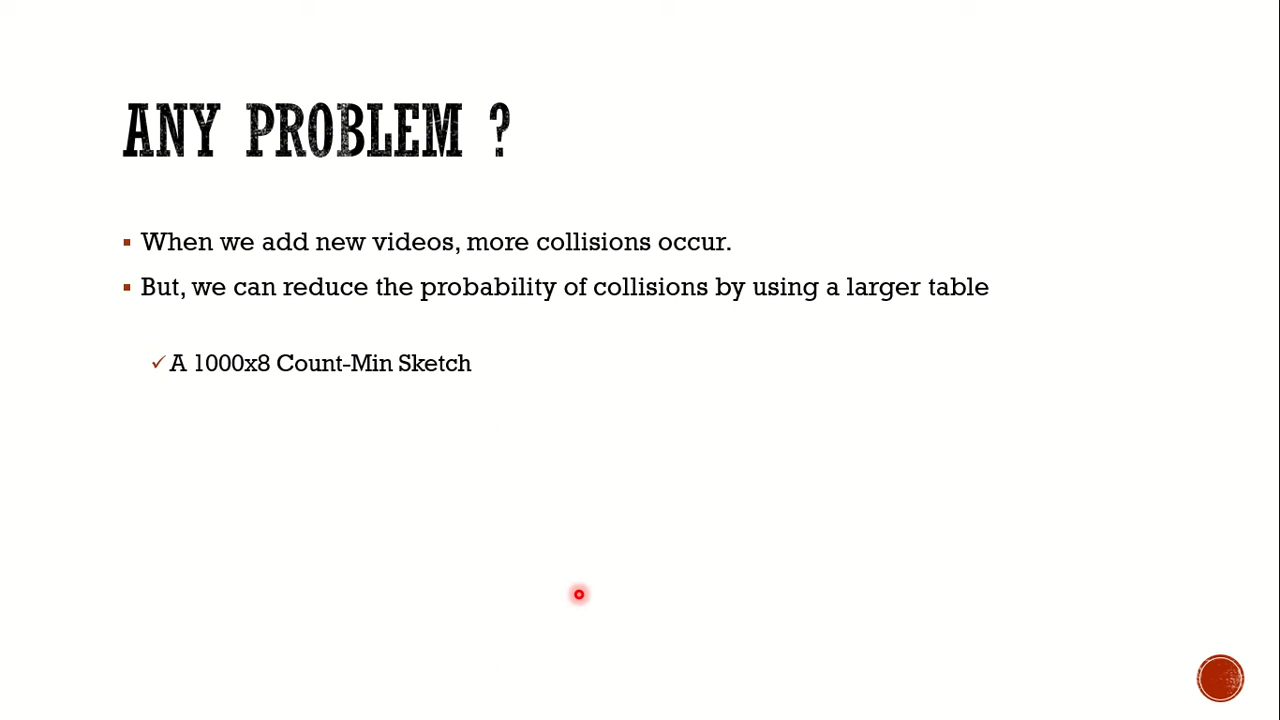 ANY PROBLEM ?
When we add new videos, more collisions occur.
But, we can reduce the probability of collisions by using a larger table
A 1000x8 Count-Min Sketch